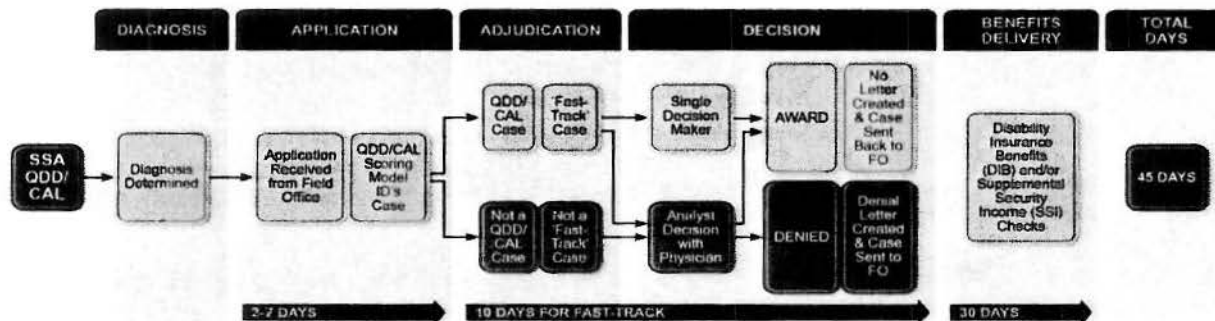 DIAGNOSIS
APPLICATION
ADJUDICATION
DECISION
BENEFITS
DELIVERY
TOTAL
DAYS
SSA
QDD/
CAL
Diagnosis
Determined
Application
Received
from Field
Office
QDD/CAL
Scoring
Model
ID's
Case
QDD/
CAL
Case
'Fast-
Track'
Case
Not a
QDD/
CAL
Case
Not a
'Fast-
Track'
Case
Single
Decision
Maker
Analyst
Decision
with
Physician
AWARD
No
Letter
Created
& Case
Sent
Back to
FO
DENIED
Denial
Letter
Created
& Case
Sent to
FO
Disability
Insurance
Benefits
(DIB) and/or
Supplemental
Security
Income (SSI)
Checks
45 DAYS
2-7 DAYS
10 DAYS FOR FAST-TRACK
30 DAYS